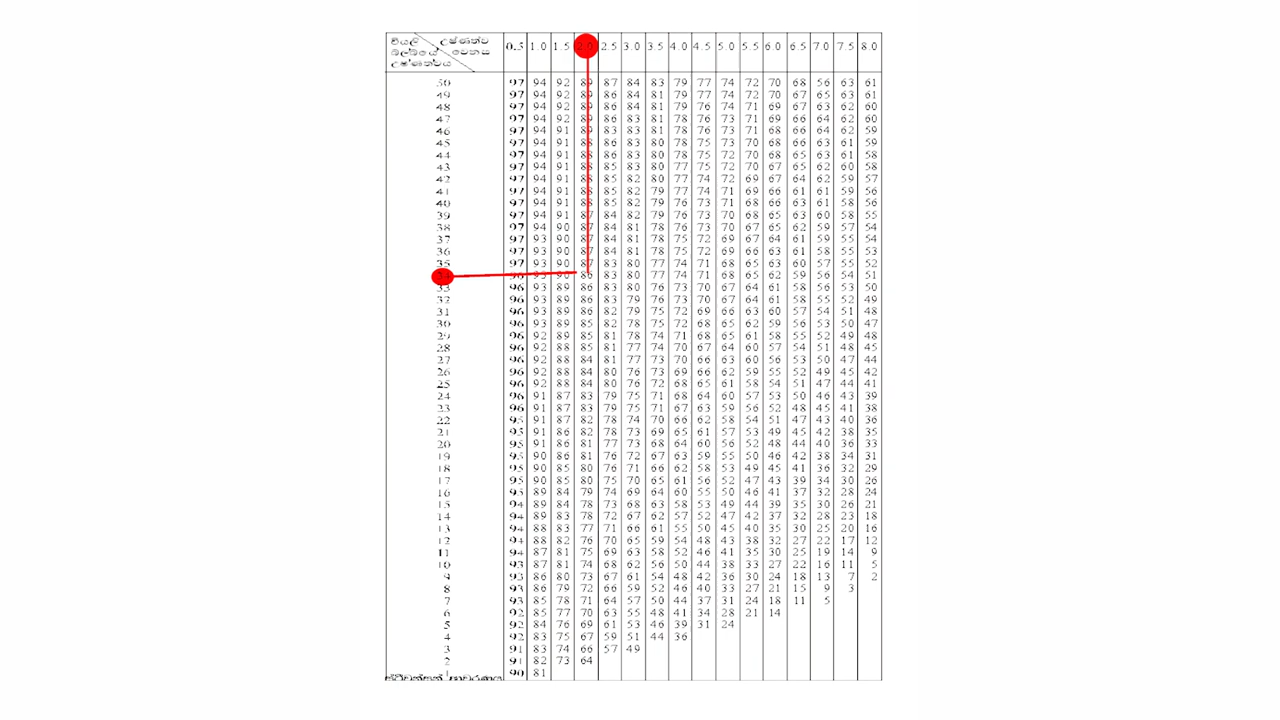 වියළි උෂ්ණත්ව
බල්බයේ වෙනස
උෂ්ණත්වය
0.5 1.0 1.5 2.0 2.5 3.0 3.5 4.0 4.5 5.0 5.5 6.0 6.5 7.0 7.5 8.0
50 97 94 92 89 87 84 83 79 77 74 72 70 68 56 63 61
49 97 94 92 89 86 84 81 79 77 74 72 70 67 65 63 61
48 97 94 92 89 86 84 81 79 76 74 71 69 67 63 62 60
47 97 94 92 89 86 83 81 78 76 73 71 69 66 64 62 60
46 97 94 91 89 83 83 81 78 76 73 71 68 66 64 62 59
45 97 94 91 88 86 83 80 78 75 73 70 68 66 63 61 59
44 97 94 91 88 86 83 80 78 75 72 70 68 65 63 61 58
43 97 94 91 88 85 83 80 77 75 72 70 67 65 62 60 58
42 97 94 91 88 85 82 80 77 74 72 69 67 64 62 59 57
41 97 94 91 88 85 82 79 77 74 71 69 66 61 61 59 56
40 97 94 91 88 85 82 79 76 73 71 68 66 63 61 58 56
39 97 94 91 87 84 82 79 76 73 70 68 65 63 60 58 55
38 97 94 90 87 84 81 78 76 73 70 67 65 62 59 57 54
37 97 93 90 87 84 81 78 75 72 69 67 64 61 59 55 54
36 97 93 90 87 84 81 78 75 72 69 66 63 61 58 55 53
35 97 93 90 87 83 80 77 74 71 68 65 63 60 57 55 52
96 93 90 86 83 80 77 74 71 68 65 62 59 56 54 51
33 96 93 89 86 83 80 76 73 70 67 64 61 58 56 53 50
32 96 93 89 86 83 79 76 73 70 67 64 61 58 55 52 49
31 96 93 89 86 82 79 75 72 69 66 63 60 57 54 51 48
30 96 93 89 85 82 78 75 72 68 65 62 59 56 53 50 47
29 96 92 89 85 81 78 74 71 68 65 61 58 55 52 49 48
28 96 92 88 85 81 77 74 70 67 64 60 57 54 51 48 45
27 96 92 88 84 81 77 73 70 66 63 60 56 53 50 47 44
26 96 92 88 84 80 76 73 69 66 62 59 55 52 49 45 42
25 96 92 88 84 80 76 72 68 65 61 58 54 51 47 44 41
24 96 91 87 83 79 75 71 68 64 60 57 53 50 46 43 39
23 96 91 87 83 79 75 71 67 63 59 56 52 48 45 41 38
22 95 91 87 82 78 74 70 66 62 58 54 51 47 43 40 36
21 95 91 86 82 78 73 69 65 61 57 53 49 45 42 38 35
20 95 91 86 81 77 73 68 64 60 56 52 48 44 40 36 33
19 95 90 86 81 76 72 67 63 59 55 50 46 42 38 34 31
18 95 90 85 80 76 71 66 62 58 53 49 45 41 36 32 29
17 95 90 85 80 75 70 65 61 56 52 47 43 39 34 30 26
16 95 89 84 79 74 69 64 60 55 50 46 41 37 32 28 24
15 94 89 84 78 73 68 63 58 53 49 44 39 35 30 26 21
14 94 89 83 78 72 67 62 57 52 47 42 37 32 28 23 18
13 94 88 83 77 71 66 61 55 50 45 40 35 30 25 20 16
12 94 88 82 76 70 65 59 54 48 43 38 32 27 22 17 12
11 94 87 81 75 69 63 58 52 46 41 35 30 25 19 14 9
10 93 87 81 74 68 62 56 50 44 38 33 27 22 16 11 5
9 93 86 80 73 67 61 54 48 42 36 30 24 18 13 7 2
8 93 86 79 72 66 59 52 46 40 33 27 21 15 9 3
7 93 85 78 71 64 57 50 44 37 31 24 18 11 5
6 92 85 77 70 63 55 48 41 34 28 21 14
5 92 84 76 69 61 53 46 39 31 24
4 92 83 75 67 59 51 44 36
3 91 83 74 66 57 49
2 91 82 73 64
1 90 81